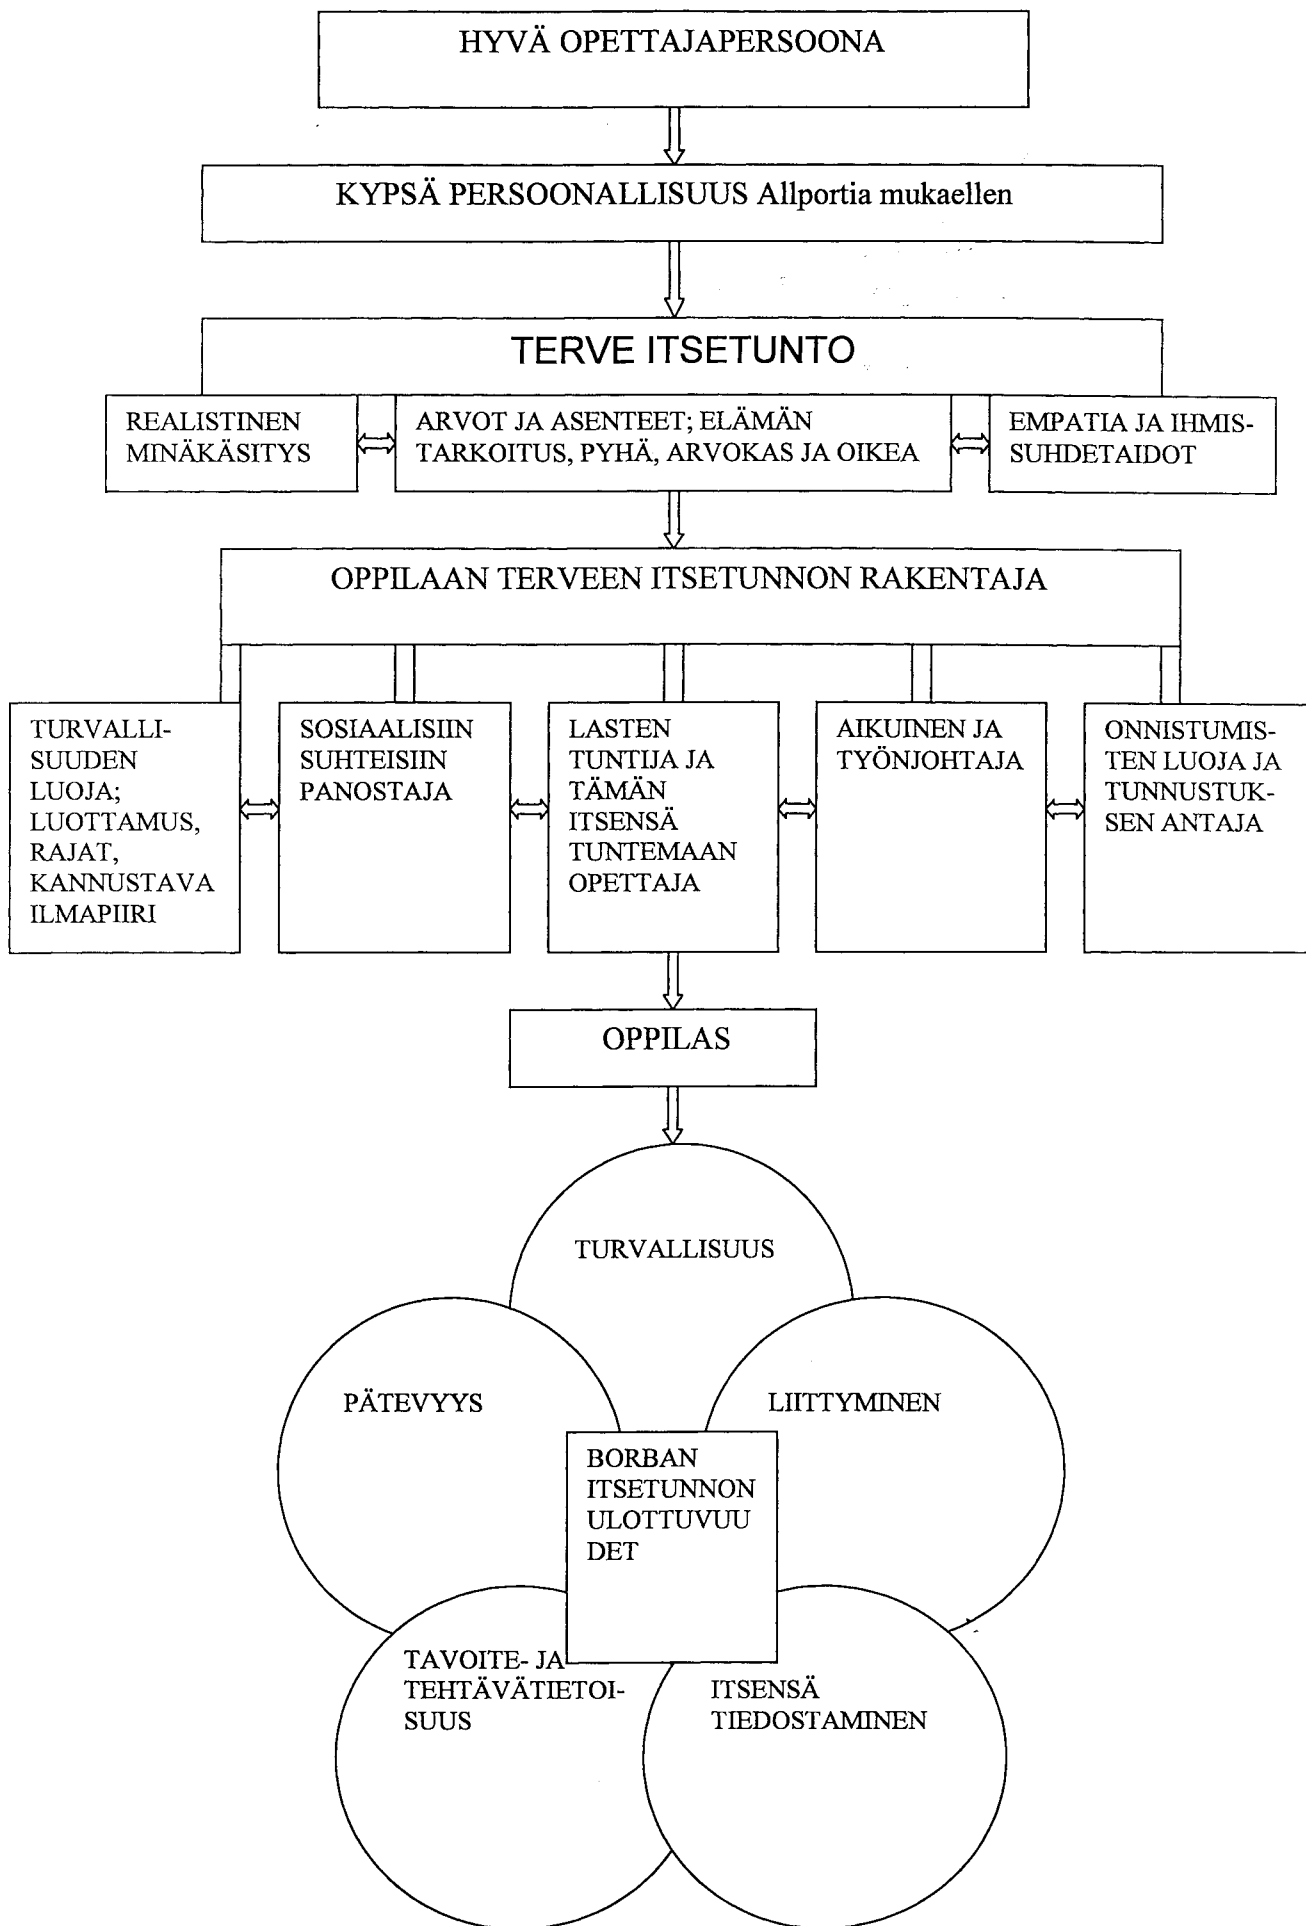 HYVÄ OPETTAJAPERSOONA
KYPSÄ PERSOONALLISUUS Allportia mukaellen
TERVE ITSETUNTO
REALISTINEN
MINÄKÄSITYS
ARVOT JA ASENTEET; ELÄMÄN
TARKOITUS, PYHÄ, ARVOKAS JA OIKEA
EMPATIA JA IHMIS-
SUHDETAIDOT
OPPILAAN TERVEEN ITSETUNNON RAKENTAJA
TURVALLI-
SUUDEN
LUOJA;
LUOTTAMUS,
RAJAT,
KANNUSTAVA
ILMAPIIRI
SOSIAALISIIN
SUHTEISIIN
PANOSTAJA
LASTEN
TUNTIJA JA
TÄMÄN
ITSENSÄ
TUNTEMAAN
OPETTAJA
AIKUINEN JA
TYÖNJOHTAJA
ONNISTUMIS-
TEN LUOJA JA
TUNNUSTUK-
SEN ANTAJA
OPPILAS
TURVALLISUUS
PÄTEVYYS
LIITTYMINEN
BORBAN
ITSETUNNON
ULOTTUVUU
DET
TAVOITE- JA
TEHTÄVÄTIETOI-
SUUS
ITSENSÄ
TIEDOSTAMINEN